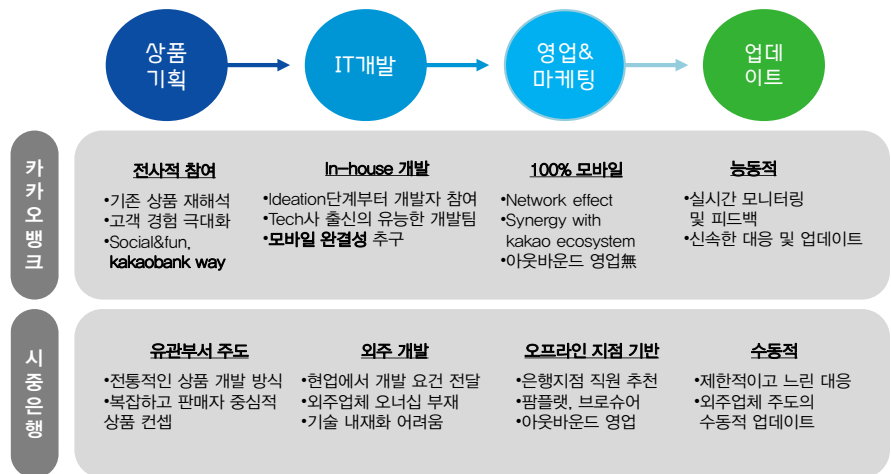 상품
기획
IT개발
영업&
마케팅
업데
이트
카
카
오
뱅
크
전사적 참여
•기존 상품 재해석
•고객 경험 극대화
•Social&fun,
kakaobank way
In-house 개발
•Ideation단계부터 개발자 참여
•Tech사 출신의 유능한 개발팀
•모바일 완결성 추구
100% 모바일
•Network effect
•Synergy with
kakao ecosystem
•아웃바운드 영업無
능동적
•실시간 모니터링
및 피드백
•신속한 대응 및 업데이트
시
중
은
행
유관부서 주도
•전통적인 상품 개발 방식
•복잡하고 판매자 중심적
상품 컨셉
외주 개발
•현업에서 개발 요건 전달
•외주업체 오너십 부재
•기술 내재화 어려움
오프라인 지점 기반
•은행지점 직원 추천
•팜플랫, 브로슈어
•아웃바운드 영업
수동적
•제한적이고 느린 대응
•외주업체 주도의
수동적 업데이트